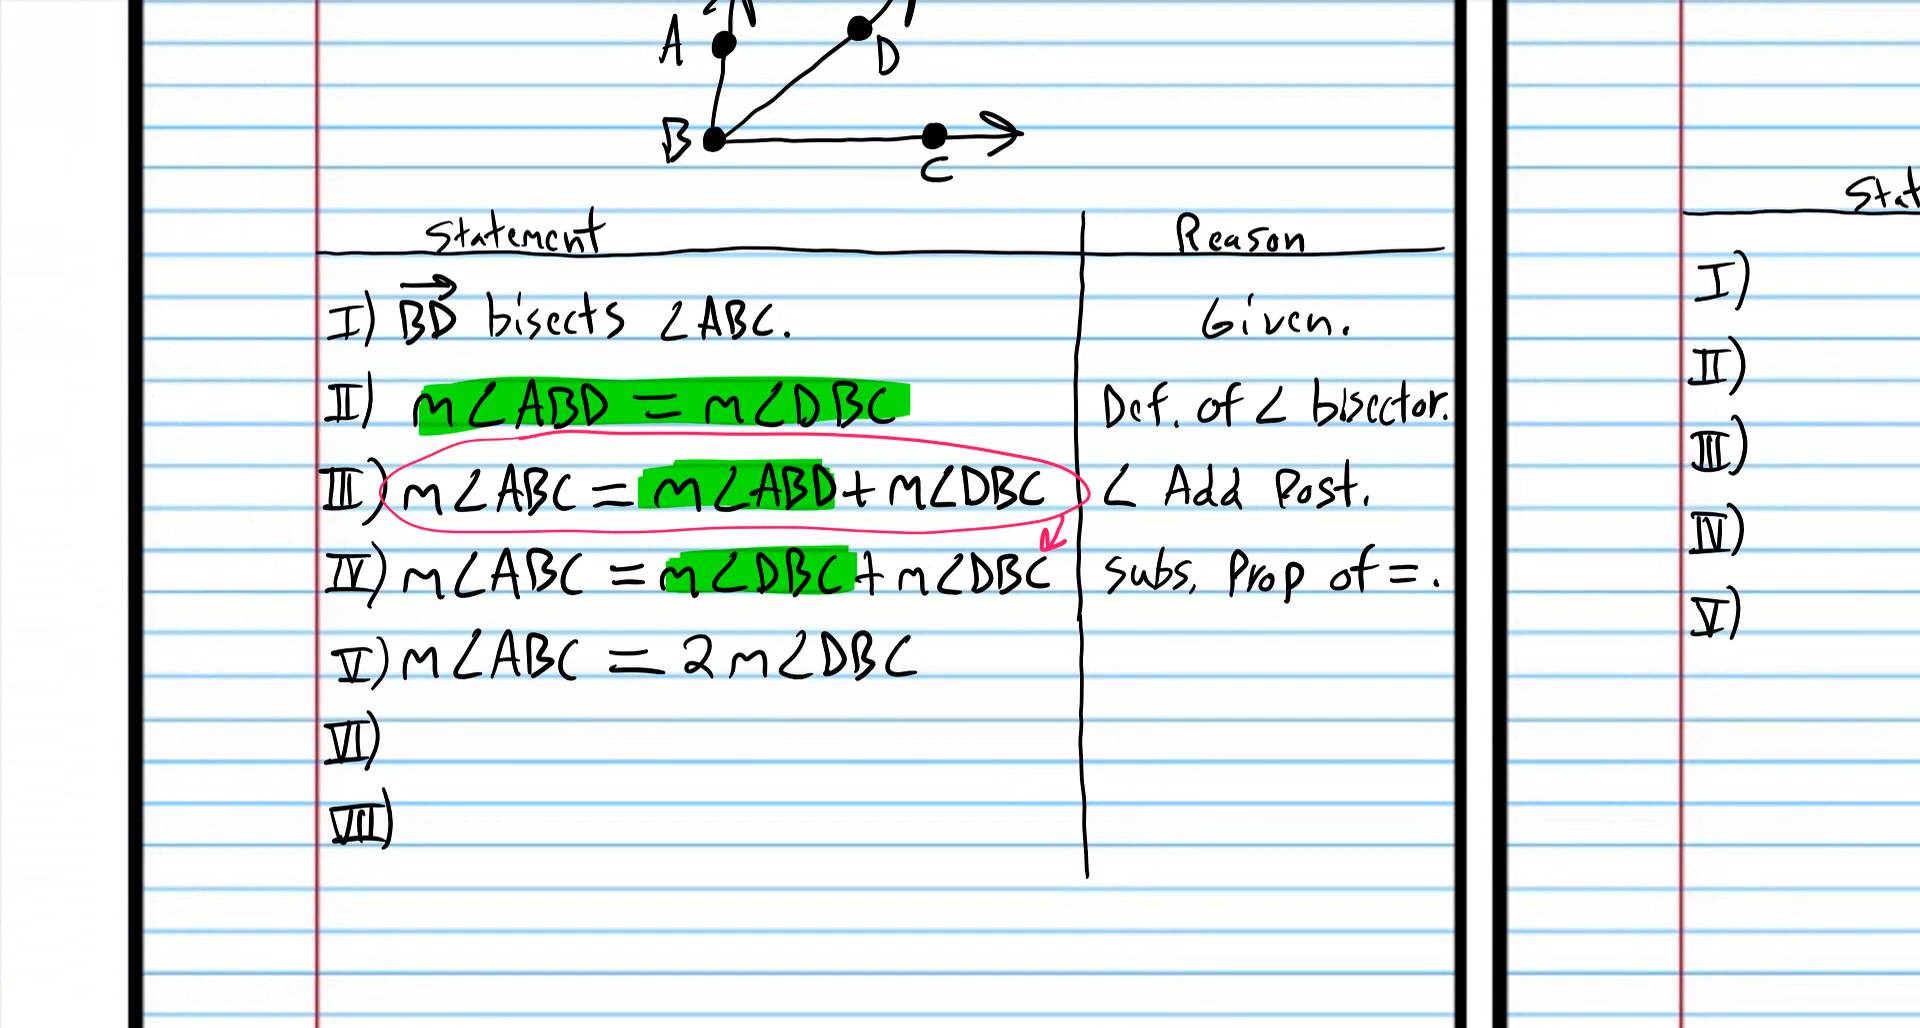 A
D
B
C
Statement Reason
I) BD bisects ∠ABC. Given.
II) m∠ABD = m∠DBC Def. of ∠ bisector.
III) m∠ABC = m∠ABD + m∠DBC ∠ Add Post.
IV) m∠ABC = m∠DBC + m∠DBC subs. Prop of =.
V) m∠ABC = 2m∠DBC
VI)
VII)
Stat
I)
II)
III)
IV)
V)